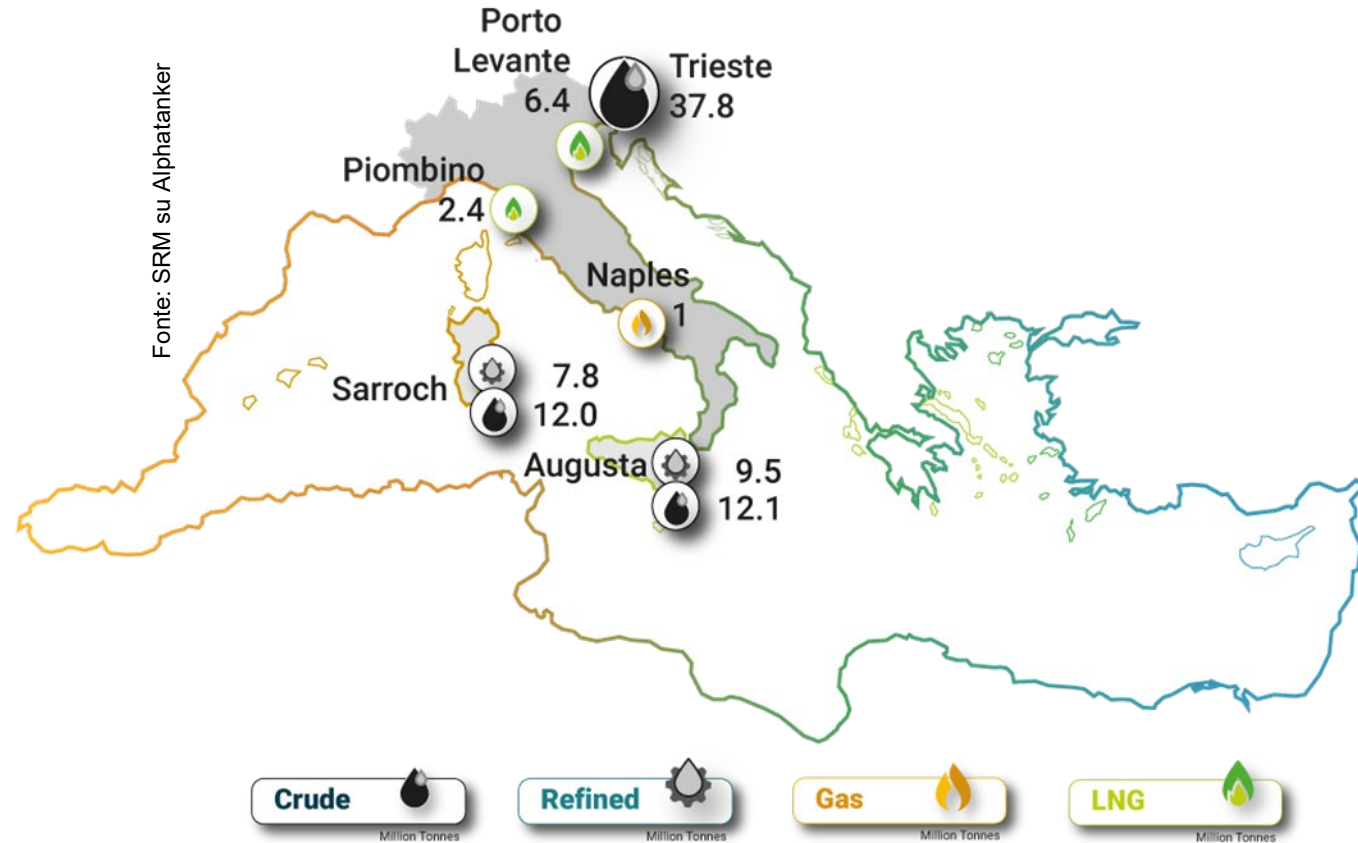 Fonte: SRM su Alphatanker
Porto
Levante
6.4
Trieste
37.8
Piombino
2.4
Naples
1
Sarroch
7.8
12.0
Augusta
9.5
12.1
Crude
Million Tonnes
Refined
Million Tonnes
Gas
Million Tonnes
LNG
Million Tonnes